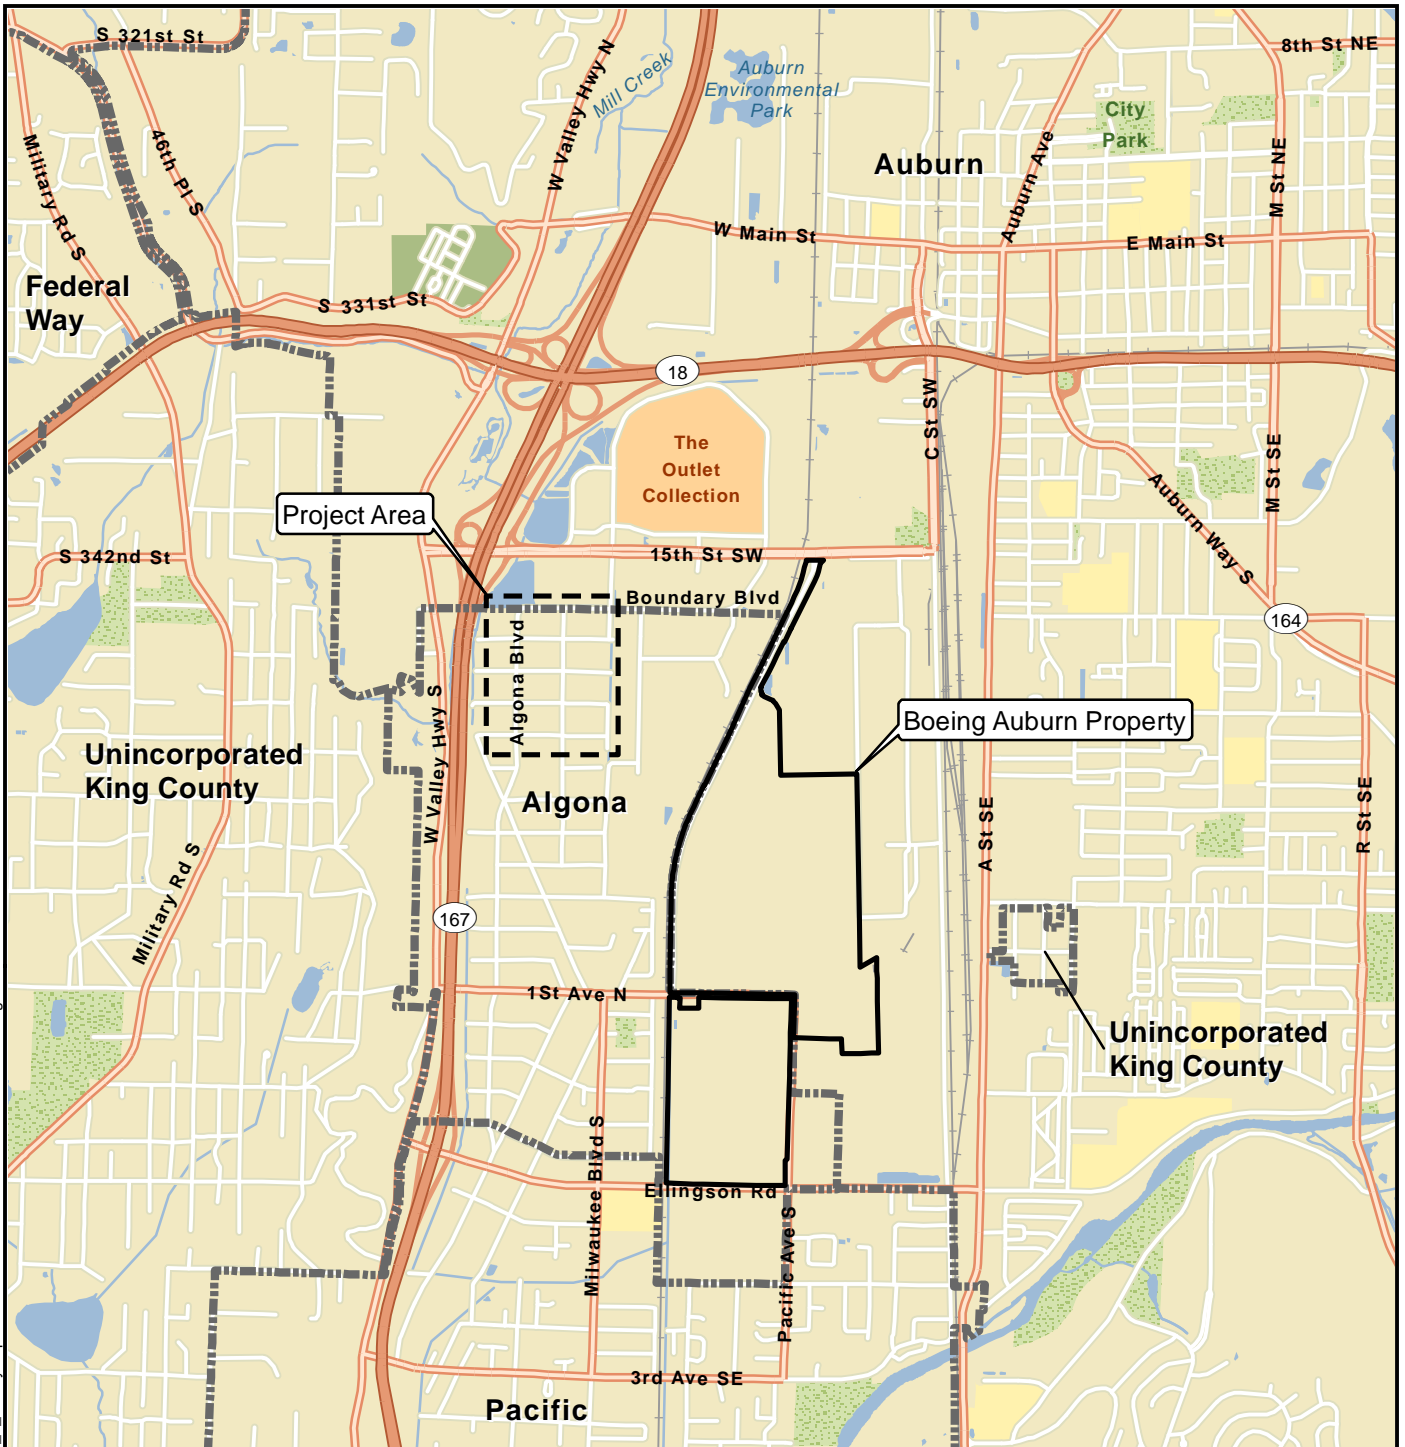 S 321st St
8th St NE
W Valley Hwy N
Mill Creek
Auburn
Environmental
Park
City
Park
46th Pl S
Military Rd S
Auburn
Auburn Ave
M St NE
W Main St
E Main St
Federal
Way
S 331st St
18
C St SW
The
Outlet
Collection
M St SE
Auburn Way S
Project Area
S 342nd St
15th St SW
Boundary Blvd
164
Algona Blvd
Algona Blvd
W Valley Hwy S
Boeing Auburn Property
Unincorporated
King County
Algona
A St SE
R St SE
Military Rd S
167
1St Ave N
Unincorporated
King County
Milwaukee Blvd S
Ellingson Rd
Pacific Ave S
3rd Ave SE
Pacific